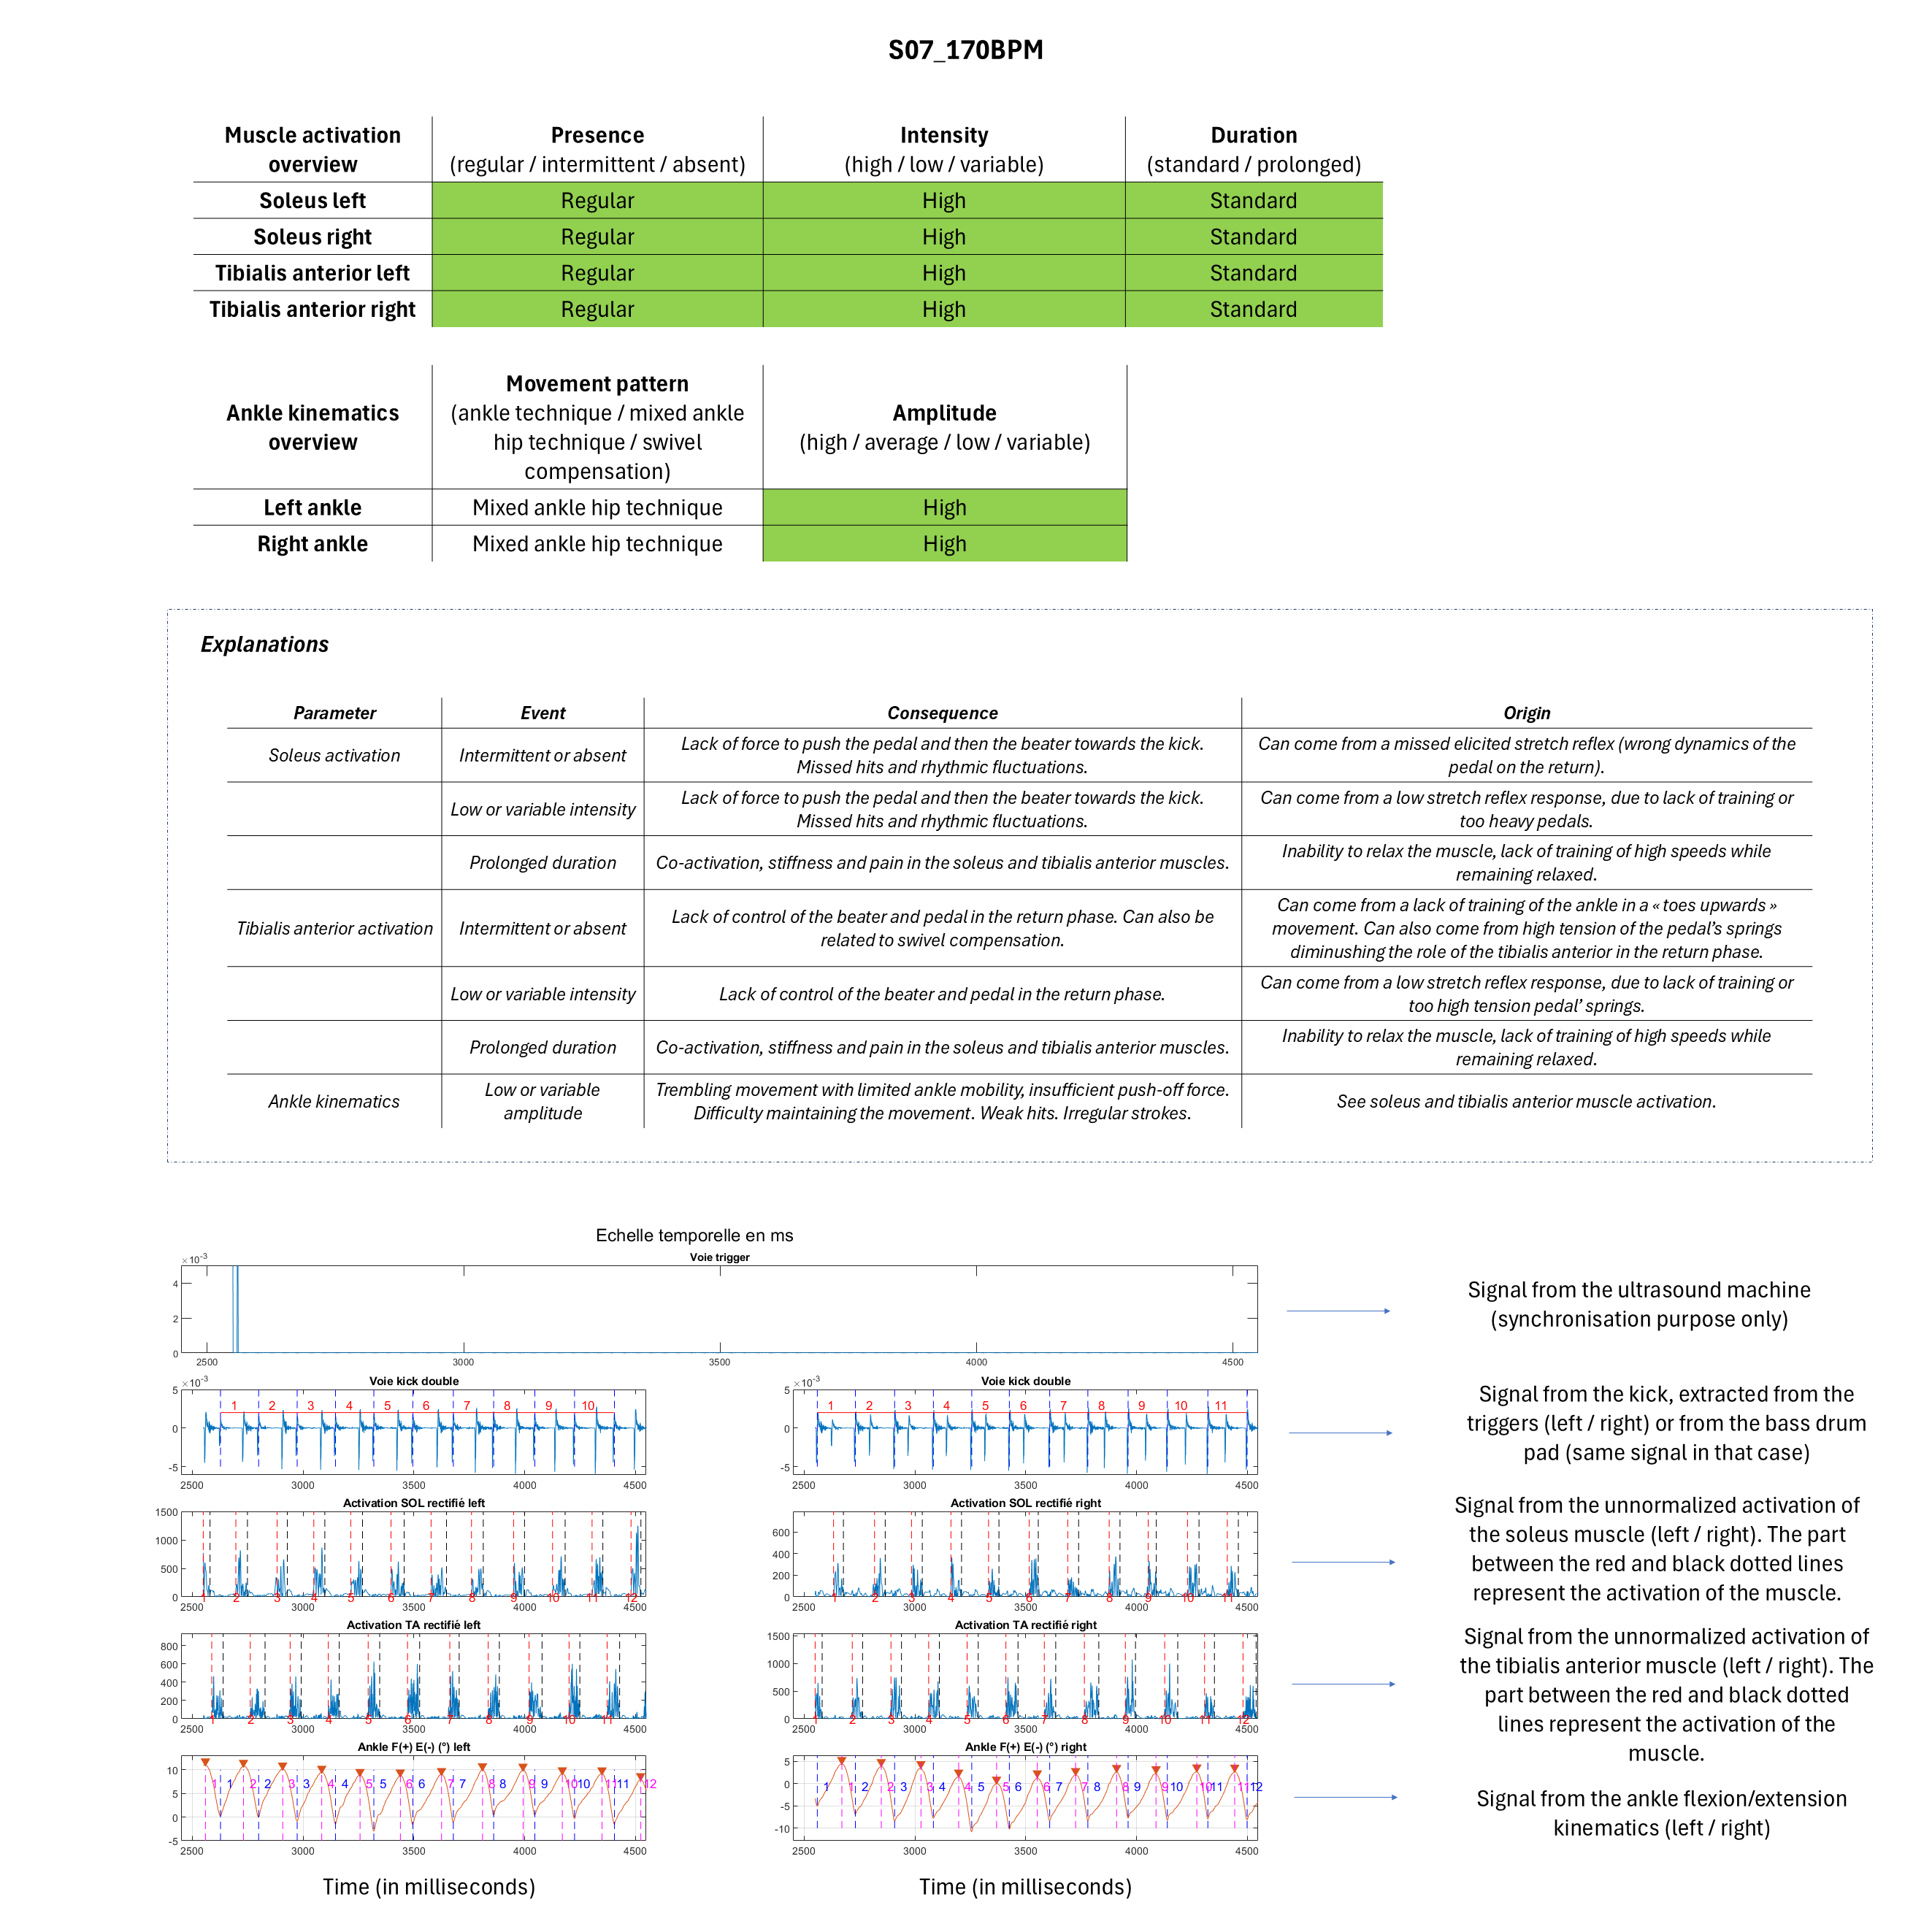 S07_170BPM
Muscle activation overview | Presence (regular / intermittent / absent) | Intensity (high / low / variable) | Duration (standard / prolonged)
Soleus left | Regular | High | Standard
Soleus right | Regular | High | Standard
Tibialis anterior left | Regular | High | Standard
Tibialis anterior right | Regular | High | Standard
Ankle kinematics overview | Movement pattern (ankle technique / mixed ankle hip technique / swivel compensation) | Amplitude (high / average / low / variable)
Left ankle | Mixed ankle hip technique | High
Right ankle | Mixed ankle hip technique | High
Explanations
Parameter | Event | Consequence | Origin
Soleus activation | Intermittent or absent | Lack of force to push the pedal and then the beater towards the kick. Missed hits and rhythmic fluctuations. | Can come from a missed elicited stretch reflex (wrong dynamics of the pedal on the return).
Low or variable intensity | Lack of force to push the pedal and then the beater towards the kick. Missed hits and rhythmic fluctuations. | Can come from a low stretch reflex response, due to lack of training or too heavy pedals.
Prolonged duration | Co-activation, stiffness and pain in the soleus and tibialis anterior muscles. | Inability to relax the muscle, lack of training of high speeds while remaining relaxed.
Tibialis anterior activation | Intermittent or absent | Lack of control of the beater and pedal in the return phase. Can also be related to swivel compensation. | Can come from a lack of training of the ankle in a « toes upwards » movement. Can also come from high tension of the pedal's springs diminushing the role of the tibialis anterior in the return phase.
Low or variable intensity | Lack of control of the beater and pedal in the return phase. | Can come from a low stretch reflex response, due to lack of training or too high tension pedal' springs.
Prolonged duration | Co-activation, stiffness and pain in the soleus and tibialis anterior muscles. | Inability to relax the muscle, lack of training of high speeds while remaining relaxed.
Ankle kinematics | Low or variable amplitude | Trembling movement with limited ankle mobility, insufficient push-off force. Difficulty maintaining the movement. Weak hits. Irregular strokes. | See soleus and tibialis anterior muscle activation.
Echelle temporelle en ms
Voie trigger
×10-3
4
2
0
2500 3000 3500 4000 4500
Signal from the ultrasound machine
(synchronisation purpose only)
Voie kick double
×10-3
5
0
-5
1 2 3 4 5 6 7 8 9 10
2500 3000 3500 4000 4500
Voie kick double
×10-3
5
0
-5
1 2 3 4 5 6 7 8 9 10 11
2500 3000 3500 4000 4500
Signal from the kick, extracted from the
triggers (left / right) or from the bass drum
pad (same signal in that case)
Activation SOL rectifié left
1500
1000
500
0
1 2 3 4 5 6 7 8 9 10 11 12
2500 3000 3500 4000 4500
Activation SOL rectifié right
600
400
200
0
1 2 3 4 5 6 7 8 9 10 11
2500 3000 3500 4000 4500
Signal from the unnormalized activation of
the soleus muscle (left / right). The part
between the red and black dotted lines
represent the activation of the muscle.
Activation TA rectifié left
800
600
400
200
0
1 2 3 4 5 6 7 8 9 10 11
2500 3000 3500 4000 4500
Activation TA rectifié right
1500
1000
500
0
1 2 3 4 5 6 7 8 9 10 11 12
2500 3000 3500 4000 4500
Signal from the unnormalized activation of
the tibialis anterior muscle (left / right). The
part between the red and black dotted
lines represent the activation of the
muscle.
Ankle F(+) E(-) (°) left
10
5
0
-5
1 1 2 2 3 3 4 4 5 5 6 6 7 7 8 8 9 9 10 10 11 11 12
2500 3000 3500 4000 4500
Ankle F(+) E(-) (°) right
5
0
-5
-10
1 1 2 2 3 3 4 4 5 5 6 6 7 7 8 8 9 9 10 10 11 11 12
2500 3000 3500 4000 4500
Signal from the ankle flexion/extension
kinematics (left / right)
Time (in milliseconds)
Time (in milliseconds)